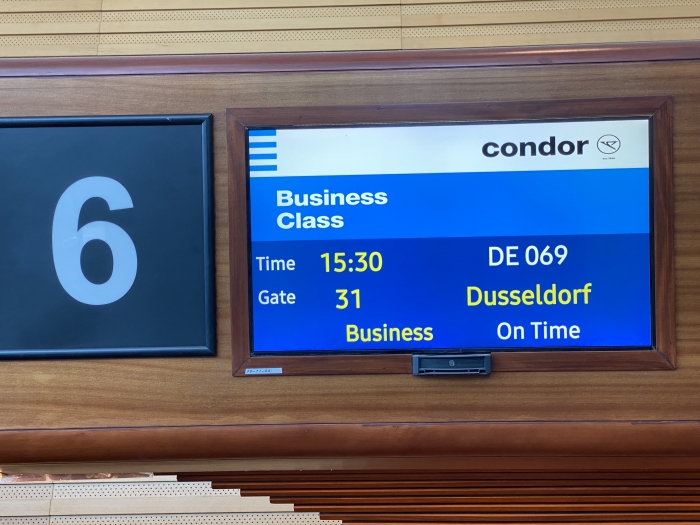 6
condor
Business
Class
Time 15:30 DE 069
Gate 31 Dusseldorf
Business On Time